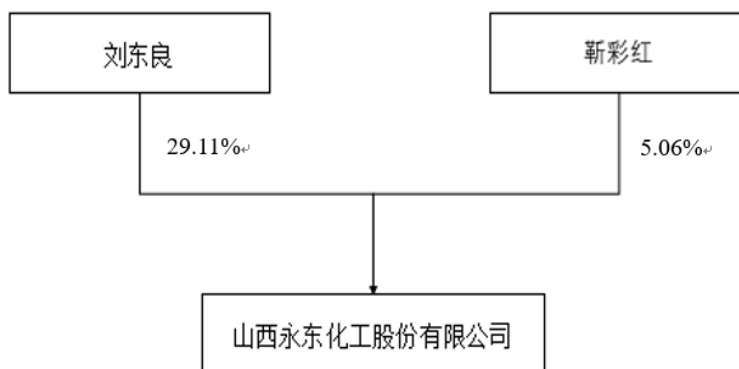 刘东良
靳彩红
29.11%
5.06%
山西永东化工股份有限公司